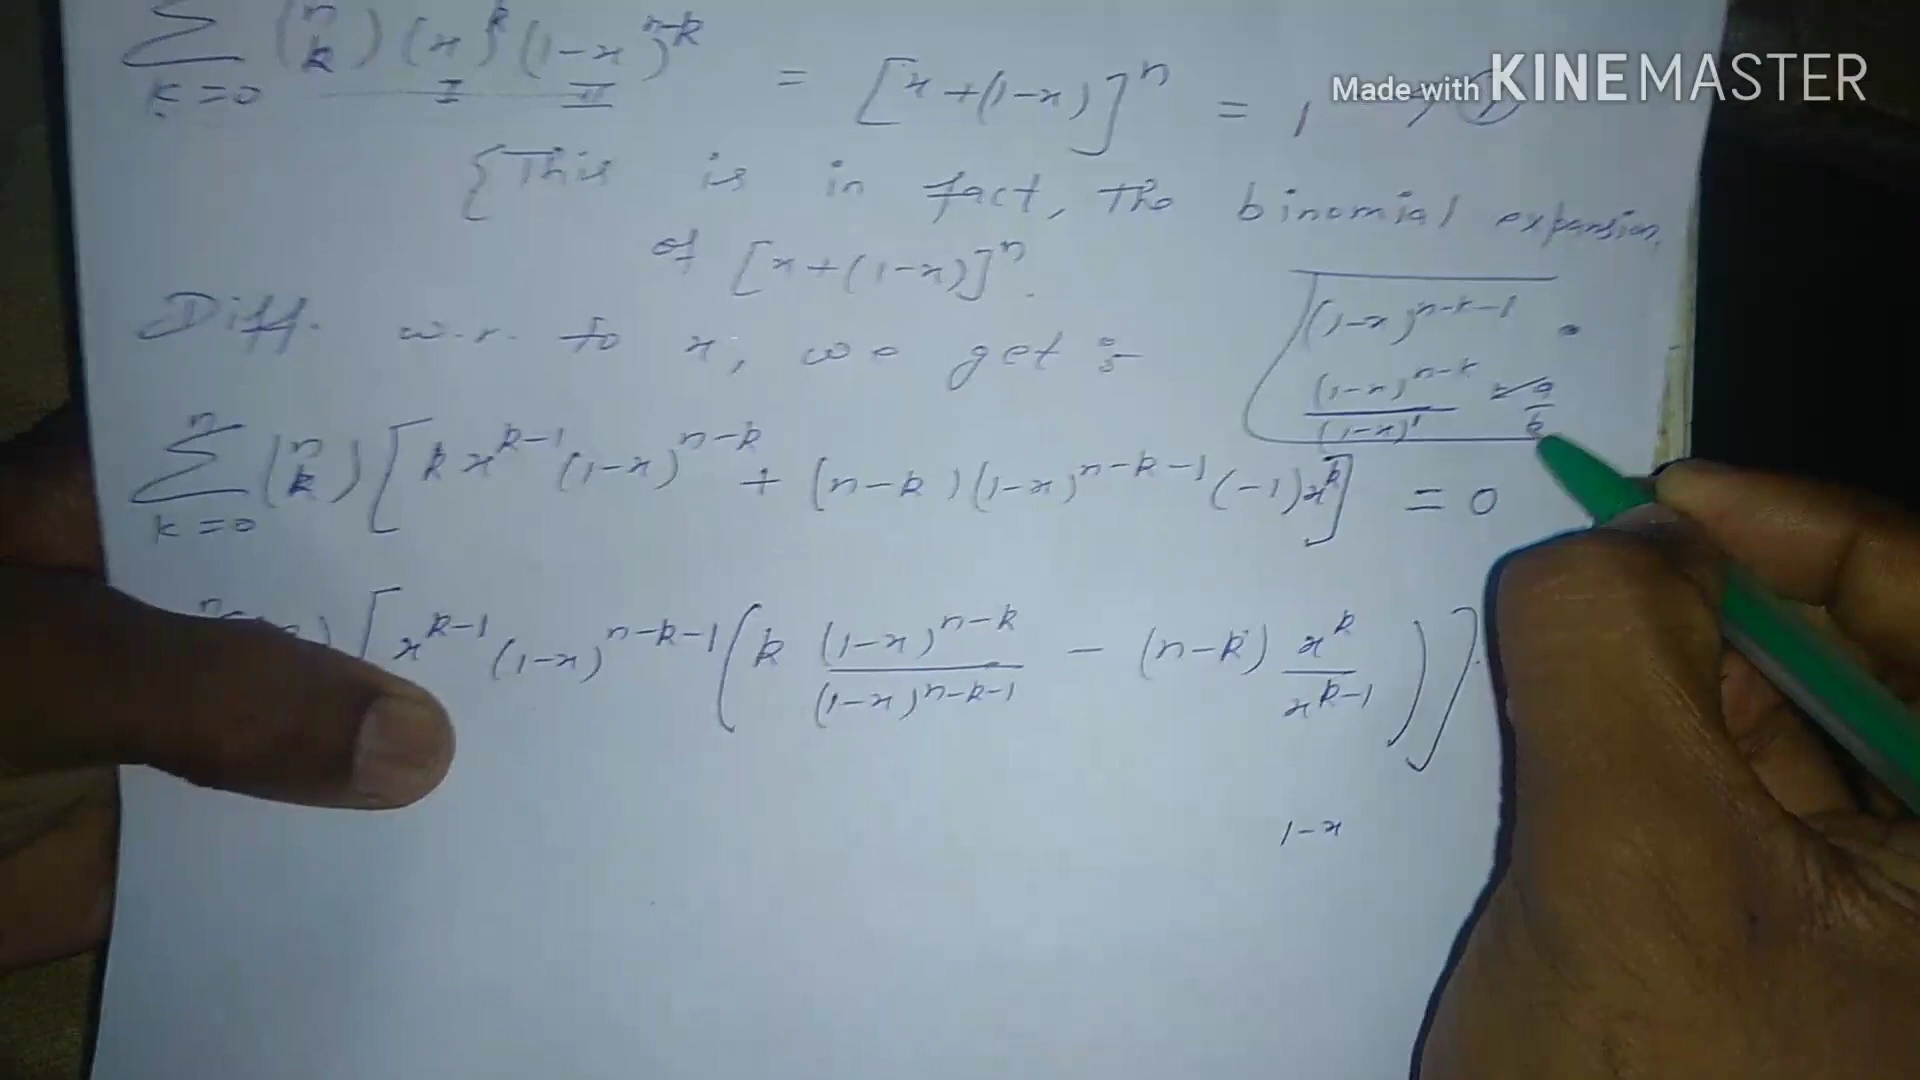 ∑ k=0 (n k) (x)^k (1-x)^n-k = [x+(1-x)]^n = 1 → ①
I II
Made with KINEMASTER
{This is in fact, the binomial expansion
of [x+(1-x)]^n.
(1-x)^n-k-1 =
(1-x)^n-k / (1-x)^1
Diff. w.r. to x, we get :-
n ∑ k=0 (n k) [k x^k-1 (1-x)^n-k + (n-k) (1-x)^n-k-1 (-1) x^k] = 0
[x^k-1 (1-x)^n-k-1 (k (1-x)^n-k / (1-x)^n-k-1 - (n-k) x^k / x^k-1)]
1-x